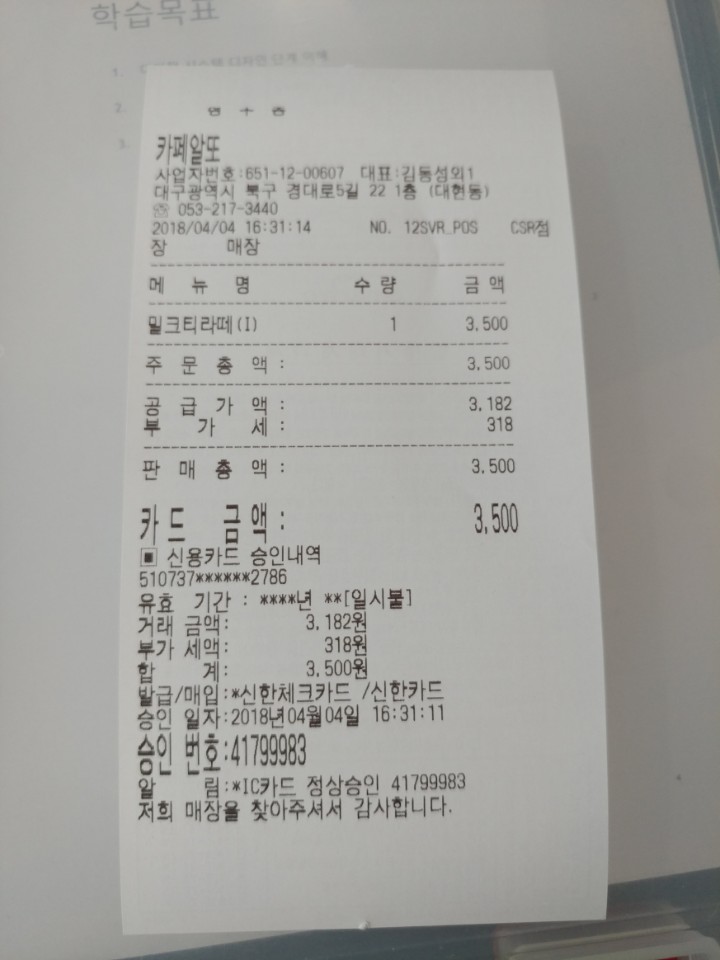 학습목표
1.
2.
3.
영 수 증
카페알또
사업자번호:651-12-00607 대표:김동성외1
대구광역시 북구 경대로5길 22 1층 (대현동)
☏ 053-217-3440
2018/04/04 16:31:14 NO. 12SVR_POS CSR점
장 매장
메 뉴 명 수 량 금 액
밀크티라떼(I) 1 3,500
주 문 총 액 : 3,500
공 급 가 액 : 3,182
부 가 세 : 318
판 매 총 액 : 3,500
카드 금액: 3,500
▣ 신용카드 승인내역
510737******2786
유효 기간 : ****년 **[일시불]
거래 금액: 3,182원
부가 세액: 318원
합 계: 3,500원
발급/매입:*신한체크카드 /신한카드
승인 일자:2018년04월04일 16:31:11
승인 번호:41799983
알 림:*IC카드 정상승인 41799983
저희 매장을 찾아주셔서 감사합니다.